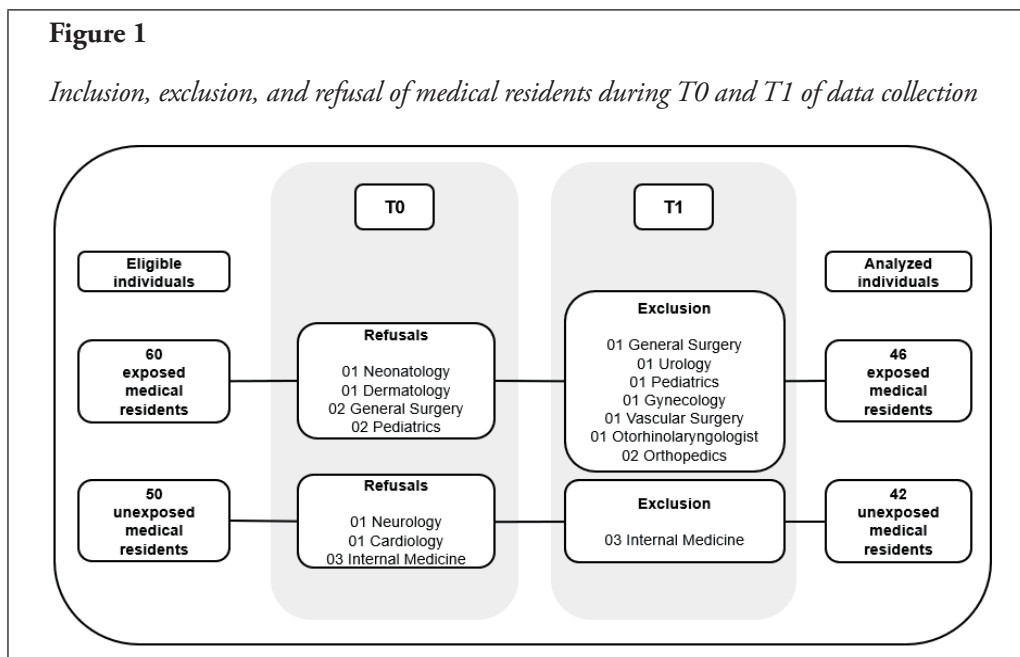 Figure 1
Inclusion, exclusion, and refusal of medical residents during T0 and T1 of data collection
T0
T1
Eligible
individuals
Analyzed
individuals
60
exposed
medical
residents
Refusals
01 Neonatology
01 Dermatology
02 General Surgery
02 Pediatrics
Exclusion
01 General Surgery
01 Urology
01 Pediatrics
01 Gynecology
01 Vascular Surgery
01 Otorhinolaryngologist
02 Orthopedics
46
exposed
medical
residents
50
unexposed
medical
residents
Refusals
01 Neurology
01 Cardiology
03 Internal Medicine
Exclusion
03 Internal Medicine
42
unexposed
medical
residents